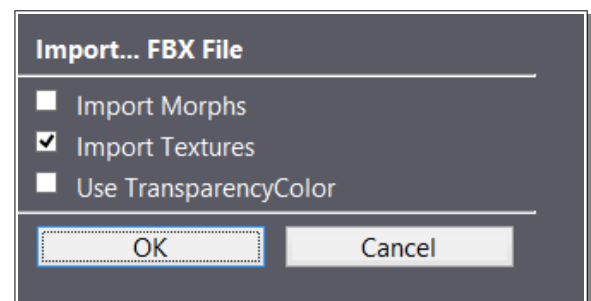 Import... FBX File
Import Morphs
Import Textures
Use TransparencyColor
OK Cancel